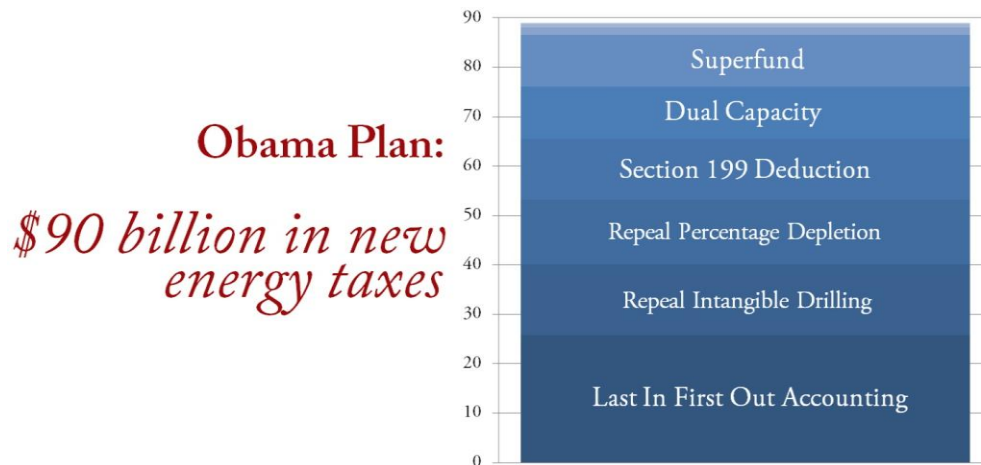 Obama Plan:
$90 billion in new
energy taxes
90
80
70
60
50
40
30
20
10
0
Superfund
Dual Capacity
Section 199 Deduction
Repeal Percentage Depletion
Repeal Intangible Drilling
Last In First Out Accounting